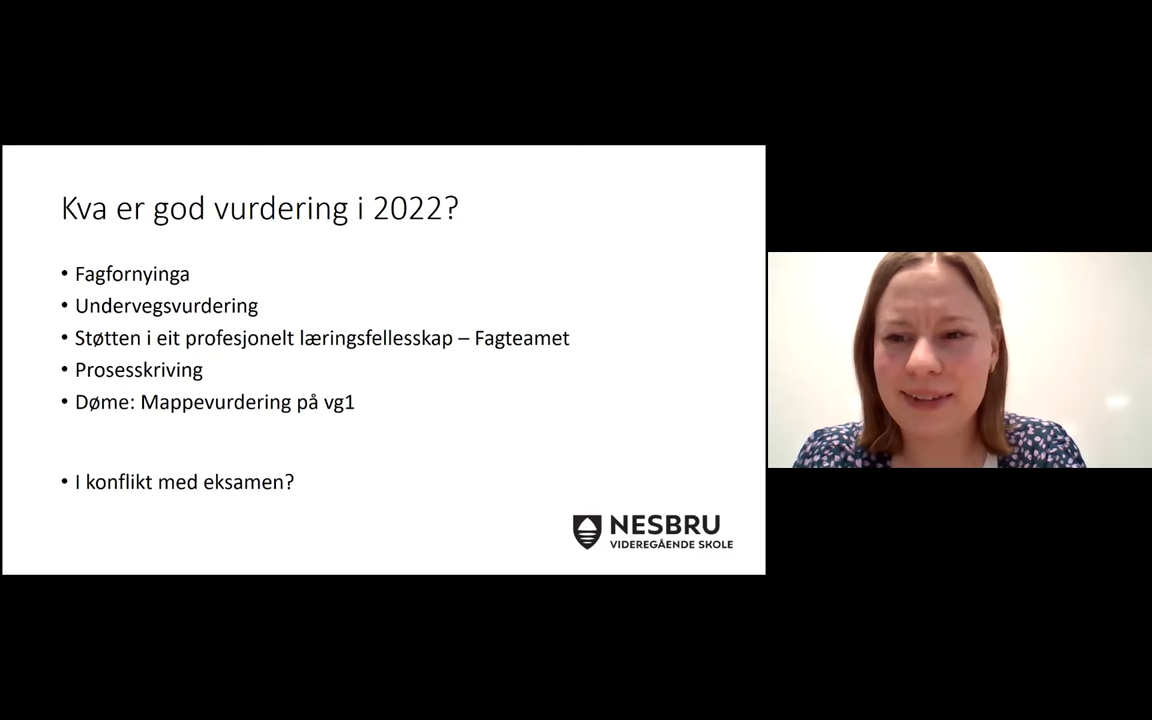 Kva er god vurdering i 2022?
• Fagfornyinga
• Undervegsvurdering
• Støtten i eit profesjonelt læringsfellesskap – Fagteamet
• Prosesskriving
• Døme: Mappevurdering på vg1
• I konflikt med eksamen?
NESBRU
VIDEREGÅENDE SKOLE